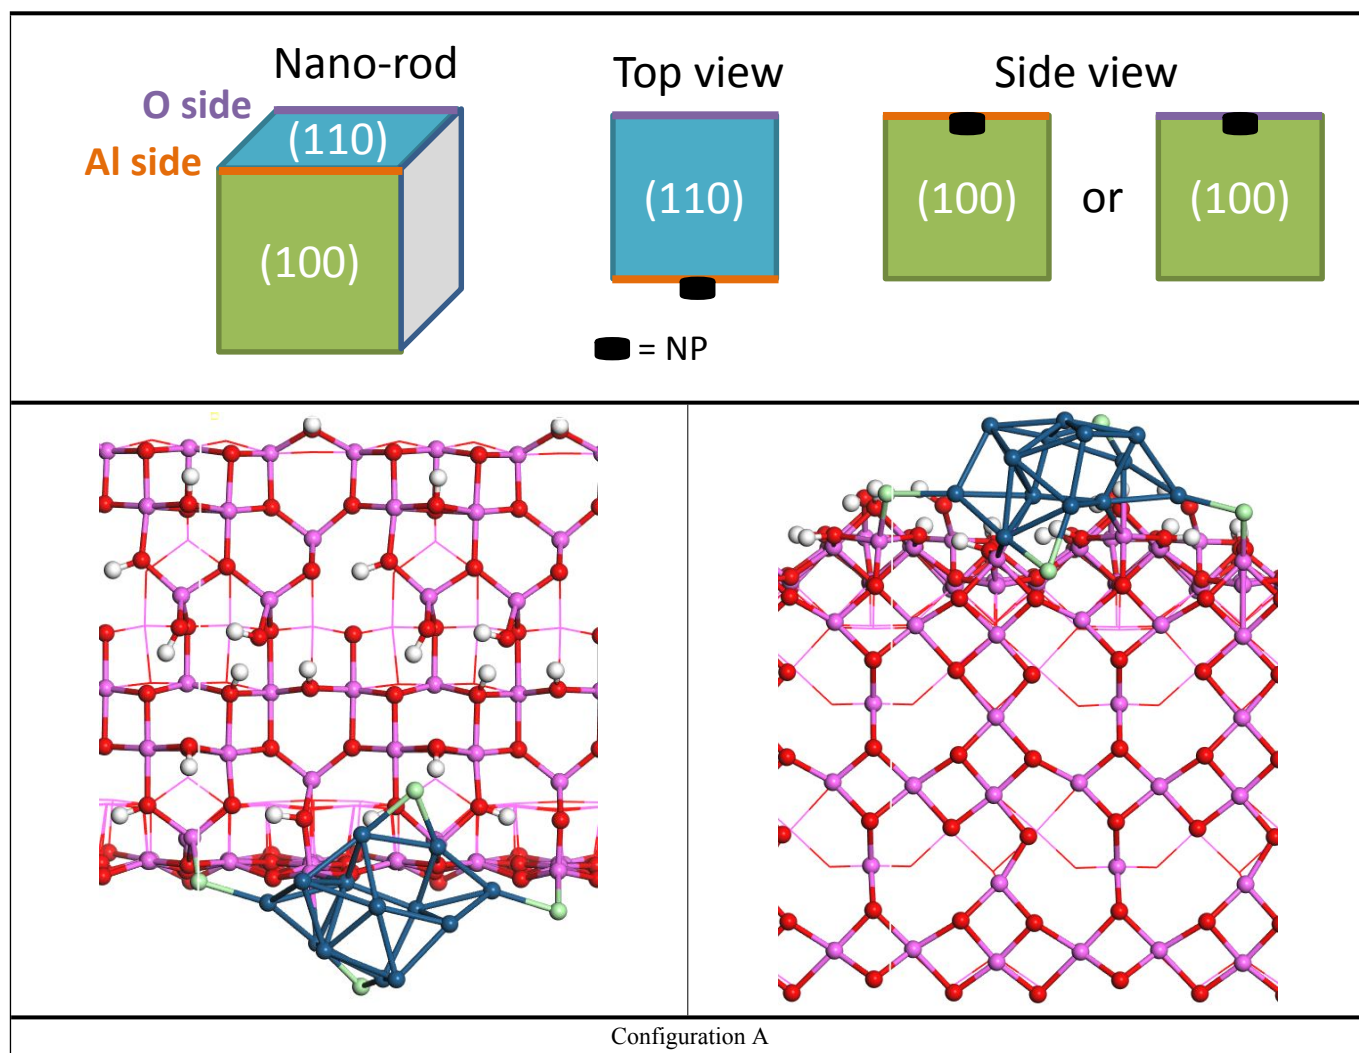 Nano-rod
Top view
Side view
O side
Al side
(110)
(100)
(110)
(100)
or
(100)
= NP
Configuration A